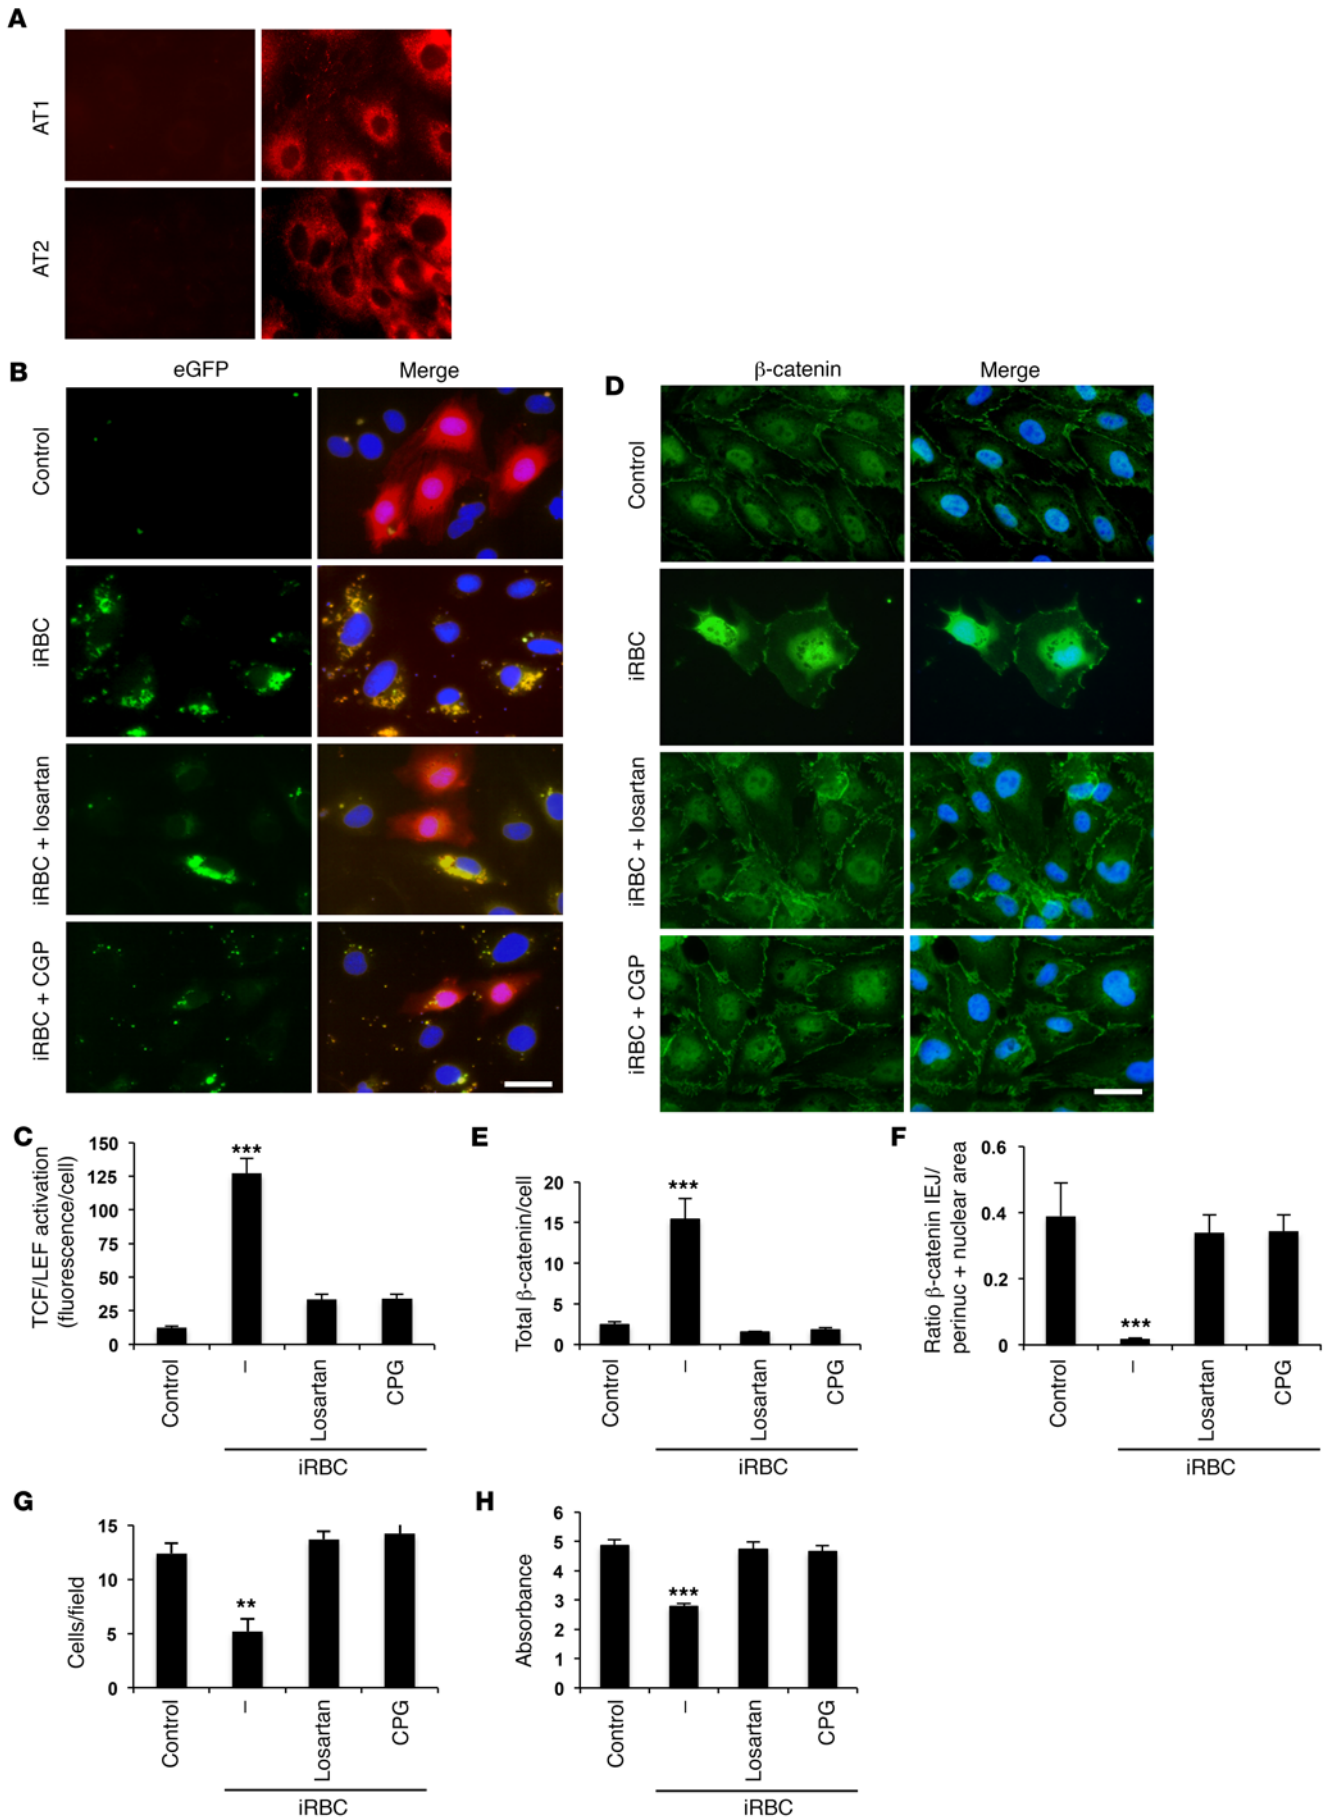 A
AT1
AT2
B
eGFP
Merge
Control
iRBC
iRBC + losartan
iRBC + CGP
D
β-catenin
Merge
Control
iRBC
iRBC + losartan
iRBC + CGP
C
TCF/LEF activation
(fluorescence/cell)
150
125
100
75
50
25
0
***
Control
–
Losartan
CPG
iRBC
E
Total β-catenin/cell
20
15
10
5
0
***
Control
–
Losartan
CPG
iRBC
F
Ratio β-catenin IEJ/
perinuc + nuclear area
0.6
0.4
0.2
0
***
Control
–
Losartan
CPG
iRBC
G
Cells/field
15
10
5
0
**
Control
–
Losartan
CPG
iRBC
H
Absorbance
6
5
4
3
2
1
0
***
Control
–
Losartan
CPG
iRBC